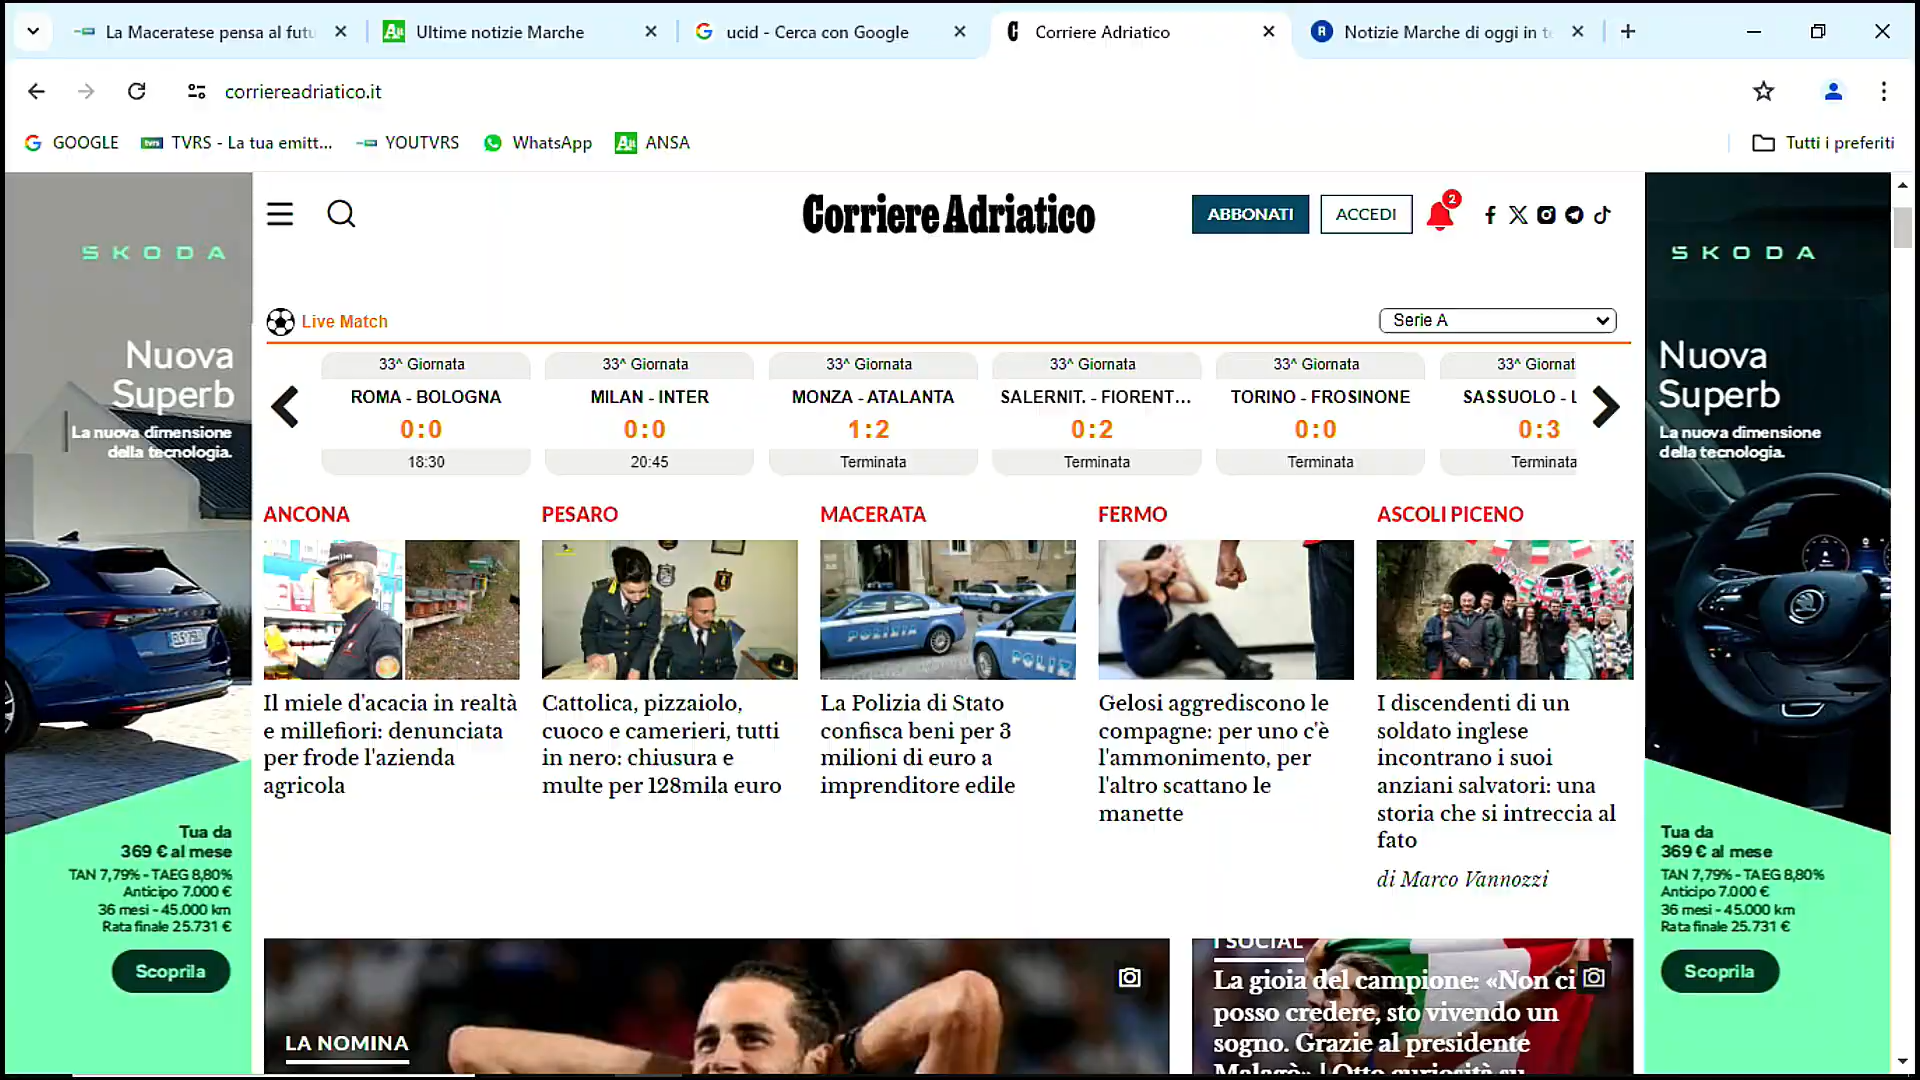 La Maceratese pensa al futu
Ultime notizie Marche
ucid - Cerca con Google
Corriere Adriatico
Notizie Marche di oggi in te
corriereadriatico.it
GOOGLE
TVRS - La tua emitt...
YOUTVRS
WhatsApp
ANSA
Tutti i preferiti
Corriere Adriatico
ABBONATI
ACCEDI
2
Live Match
Serie A
33^ Giornata
ROMA - BOLOGNA
0:0
18:30
33^ Giornata
MILAN - INTER
0:0
20:45
33^ Giornata
MONZA - ATALANTA
1:2
Terminata
33^ Giornata
SALERNIT. - FIORENT...
0:2
Terminata
33^ Giornata
TORINO - FROSINONE
0:0
Terminata
33^ Giornat
SASSUOLO - L
0:3
Terminata
SKODA
Nuova
Superb
La nuova dimensione
della tecnologia.
Tua da
369 € al mese
TAN 7,79% - TAEG 8,80%
Anticipo 7.000 €
36 mesi - 45.000 km
Rata finale 25.731 €
Scoprila
ANCONA
Il miele d'acacia in realtà
e millefiori: denunciata
per frode l'azienda
agricola
PESARO
Cattolica, pizzaiolo,
cuoco e camerieri, tutti
in nero: chiusura e
multe per 128mila euro
MACERATA
POLIZIA
POLIZ
La Polizia di Stato
confisca beni per 3
milioni di euro a
imprenditore edile
FERMO
Gelosi aggrediscono le
compagne: per uno c'è
l'ammonimento, per
l'altro scattano le
manette
ASCOLI PICENO
I discendenti di un
soldato inglese
incontrano i suoi
anziani salvatori: una
storia che si intreccia al
fato
di Marco Vannozzi
LA NOMINA
I SOCIAL
La gioia del campione: «Non ci
posso credere, sto vivendo un
sogno. Grazie al presidente
Malagò» | Otto curiosità su
SKODA
Nuova
Superb
La nuova dimensione
della tecnologia.
Tua da
369 € al mese
TAN 7,79% - TAEG 8,80%
Anticipo 7.000 €
36 mesi - 45.000 km
Rata finale 25.731 €
Scoprila